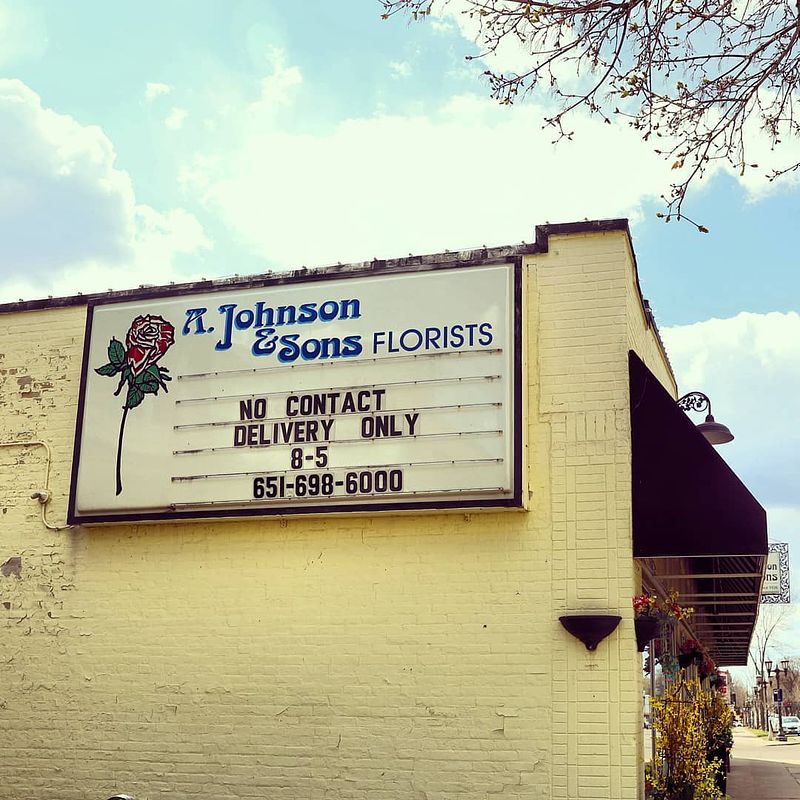 A. Johnson
& Sons FLORISTS
NO CONTACT
DELIVERY ONLY
8-5
651-698-6000